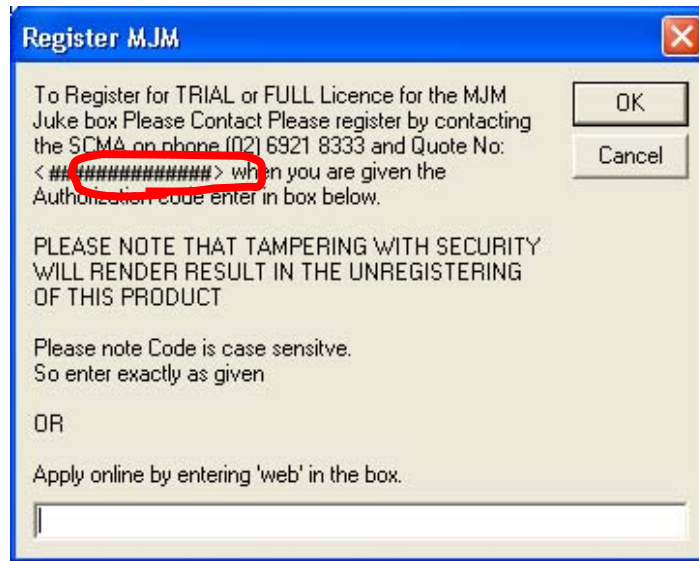 Register MJM
To Register for TRIAL or FULL Licence for the MJM
Juke box Please Contact Please register by contacting
the SCMA on phone (02) 6921 8333 and Quote No:
<##############> when you are given the
Authorization code enter in box below.
PLEASE NOTE THAT TAMPERING WITH SECURITY
WILL RENDER RESULT IN THE UNREGISTERING
OF THIS PRODUCT
Please note Code is case sensitve.
So enter exactly as given
OR
Apply online by entering 'web' in the box.
OK
Cancel